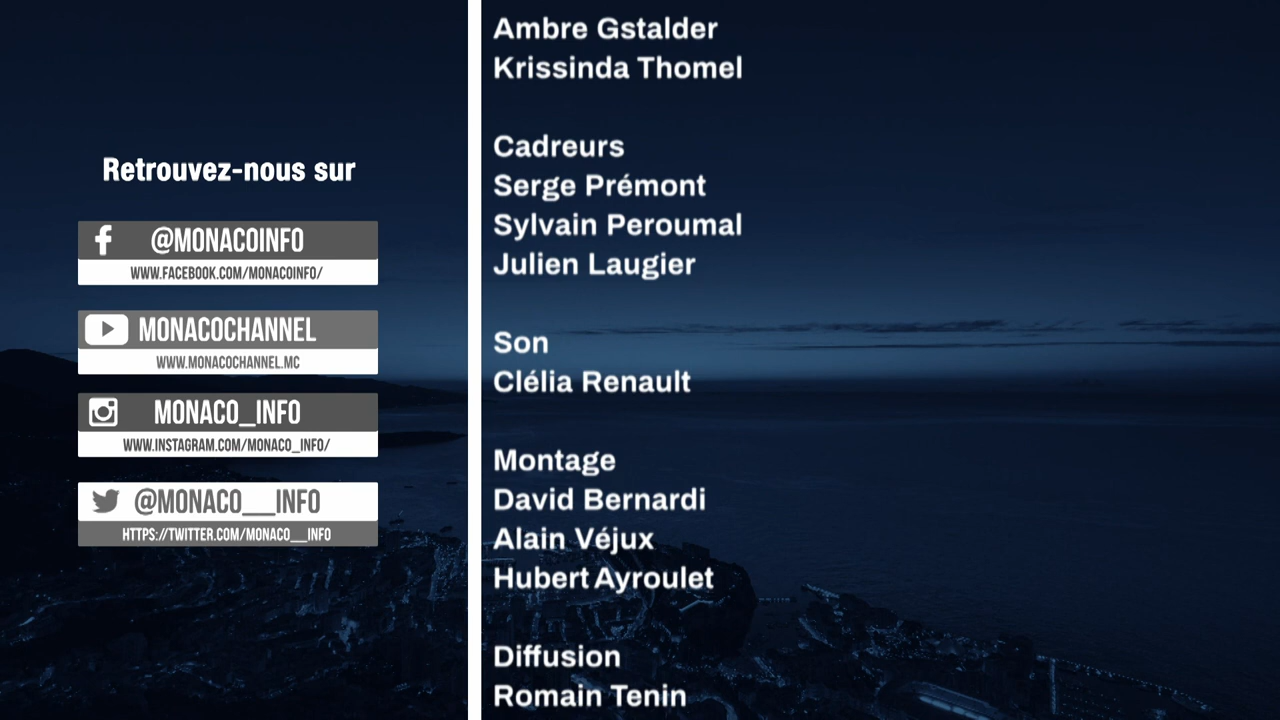 Retrouvez-nous sur
@MONACOINFO
WWW.FACEBOOK.COM/MONACOINFO/
MONACOCHANNEL
WWW.MONACOCHANNEL.MC
MONACO_INFO
WWW.INSTAGRAM.COM/MONACO_INFO/
@MONACO__INFO
HTTPS://TWITTER.COM/MONACO__INFO
Ambre Gstalder
Krissinda Thomel
Cadreurs
Serge Prémont
Sylvain Peroumal
Julien Laugier
Son
Clélia Renault
Montage
David Bernardi
Alain Véjux
Hubert Ayroulet
Diffusion
Romain Tenin